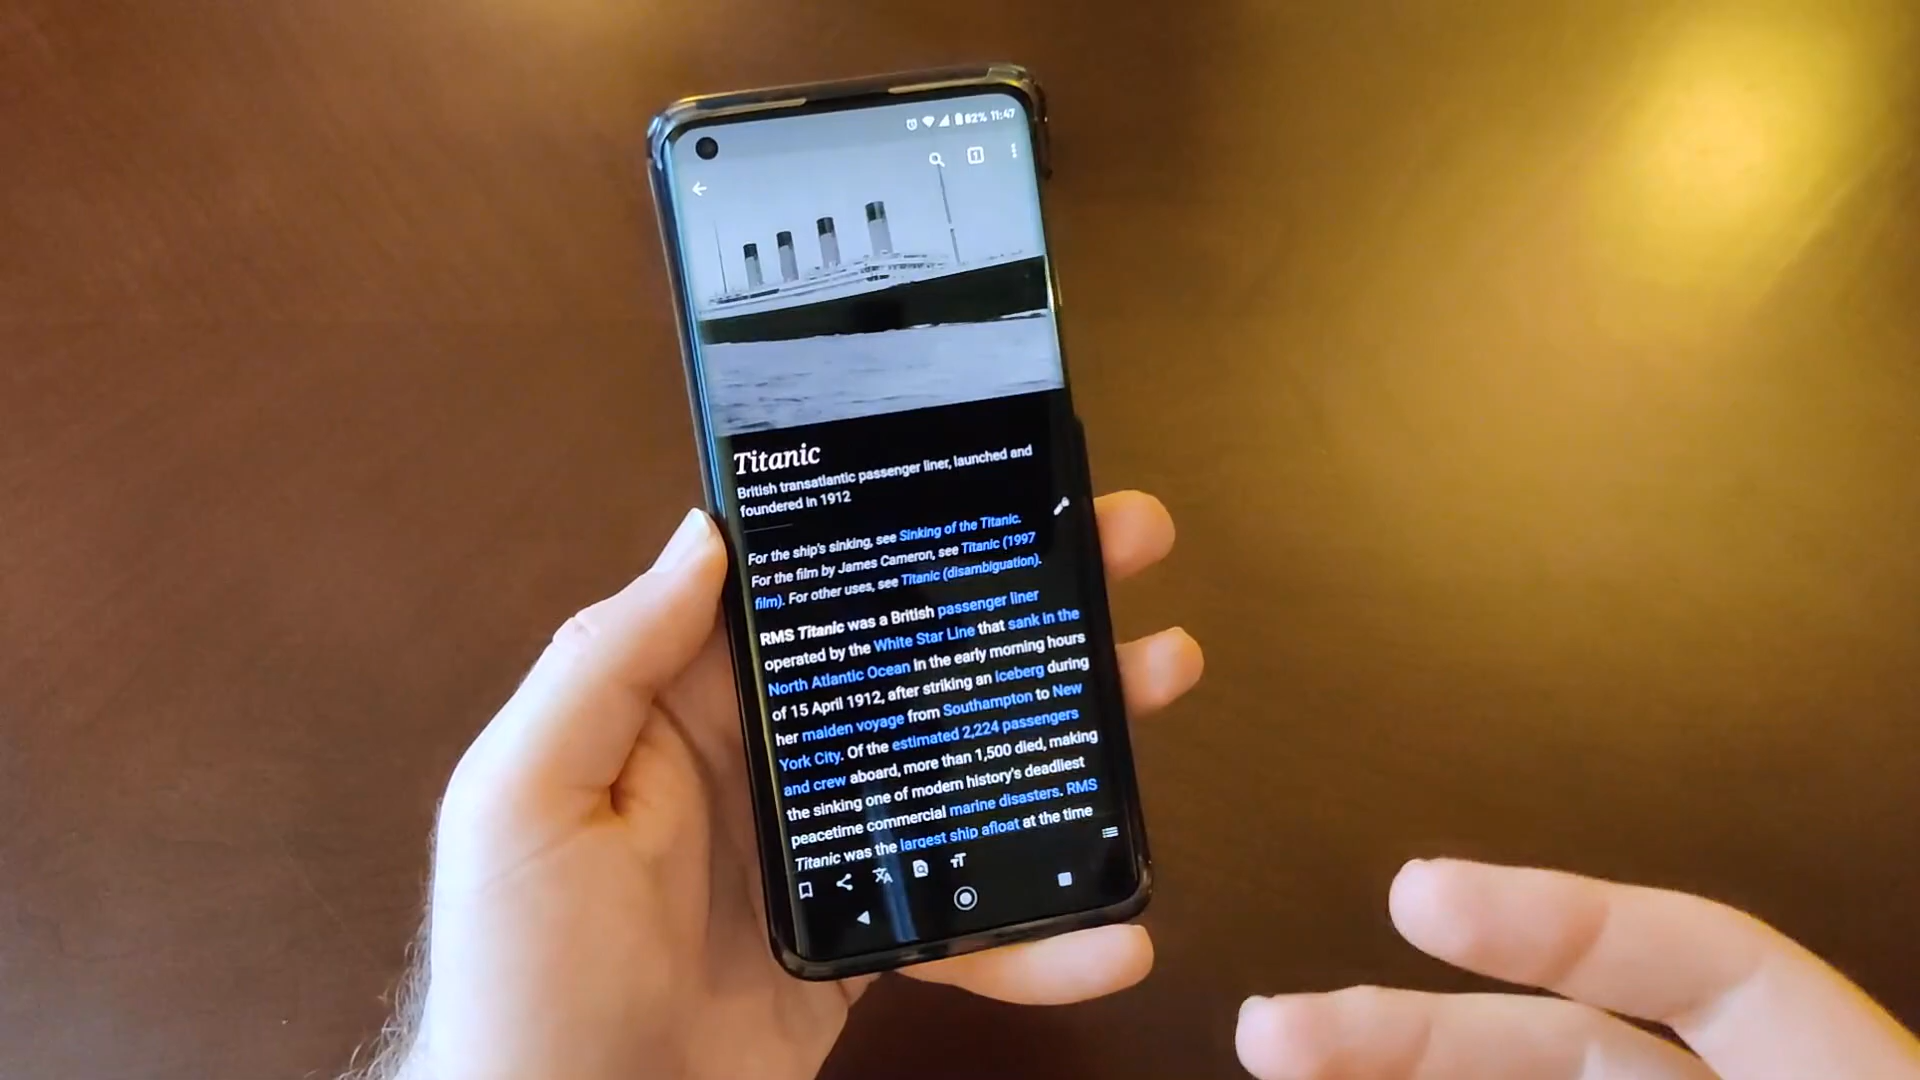 82% 11:47
1
Titanic
British transatlantic passenger liner, launched and
foundered in 1912
For the ship's sinking, see Sinking of the Titanic.
For the film by James Cameron, see Titanic (1997
film). For other uses, see Titanic (disambiguation).
RMS Titanic was a British passenger liner
operated by the White Star Line that sank in the
North Atlantic Ocean in the early morning hours
of 15 April 1912, after striking an iceberg during
her maiden voyage from Southampton to New
York City. Of the estimated 2,224 passengers
and crew aboard, more than 1,500 died, making
the sinking one of modern history's deadliest
peacetime commercial marine disasters. RMS
Titanic was the largest ship afloat at the time